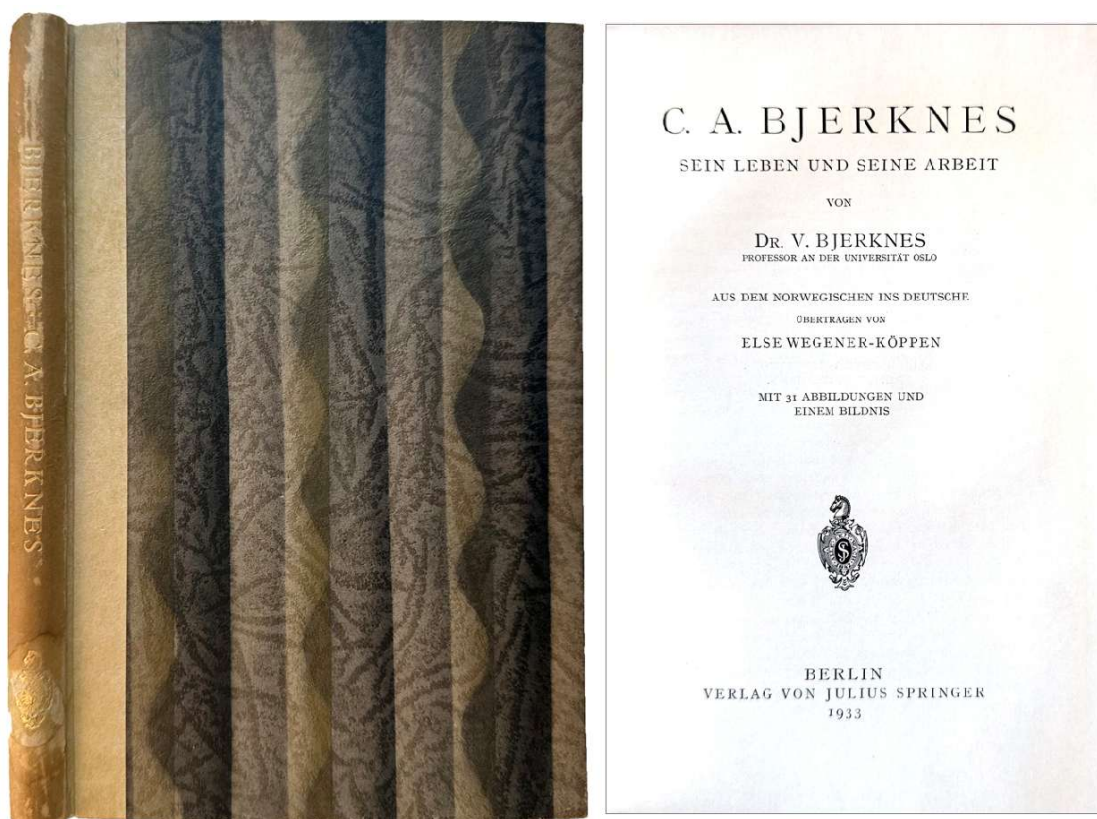 BJERKNES · C. A. BJERKNES
C. A. BJERKNES
SEIN LEBEN UND SEINE ARBEIT
VON
DR. V. BJERKNES
PROFESSOR AN DER UNIVERSITÄT OSLO
AUS DEM NORWEGISCHEN INS DEUTSCHE
ÜBERTRAGEN VON
ELSE WEGENER-KÖPPEN
MIT 31 ABBILDUNGEN UND
EINEM BILDNIS
BERLIN
VERLAG VON JULIUS SPRINGER
1933